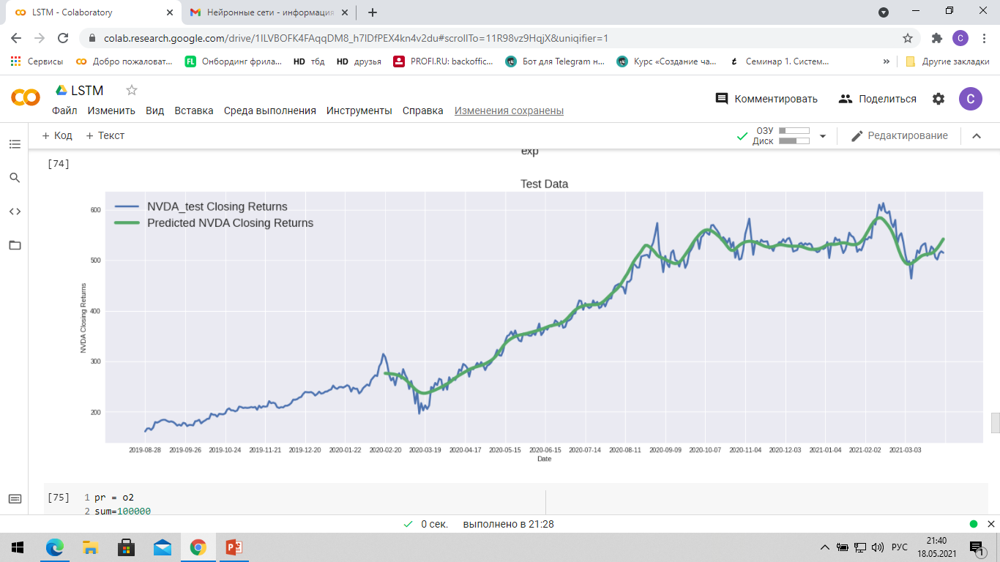 LSTM - Colaboratory
Нейронные сети - информация
colab.research.google.com/drive/1ILVBOFK4FAqqDM8_h7lDfPEX4kn4v2du#scrollTo=11R98vz9HqjX&uniqifier=1
C
Сервисы Добро пожаловат... FL Онбординг фрила... HD тбд HD друзья PROFI.RU: backoffic... Бот для Telegram н... Курс «Создание ча... t Семинар 1. Систем... » Другие закладки
LSTM
Комментировать Поделиться C
Файл Изменить Вид Вставка Среда выполнения Инструменты Справка Изменения сохранены
+ Код + Текст ОЗУ Диск Редактирование
exp
[74]
Test Data
NVDA_test Closing Returns
Predicted NVDA Closing Returns
600
500
400
300
200
NVDA Closing Returns
2019-08-28 2019-09-26 2019-10-24 2019-11-21 2019-12-20 2020-01-22 2020-02-20 2020-03-19 2020-04-17 2020-05-15 2020-06-15 2020-07-14 2020-08-11 2020-09-09 2020-10-07 2020-11-04 2020-12-03 2021-01-04 2021-02-02 2021-03-03
Date
[75] 1 pr = o2
2 sum=100000
0 сек. выполнено в 21:28
РУС 21:40
18.05.2021
1